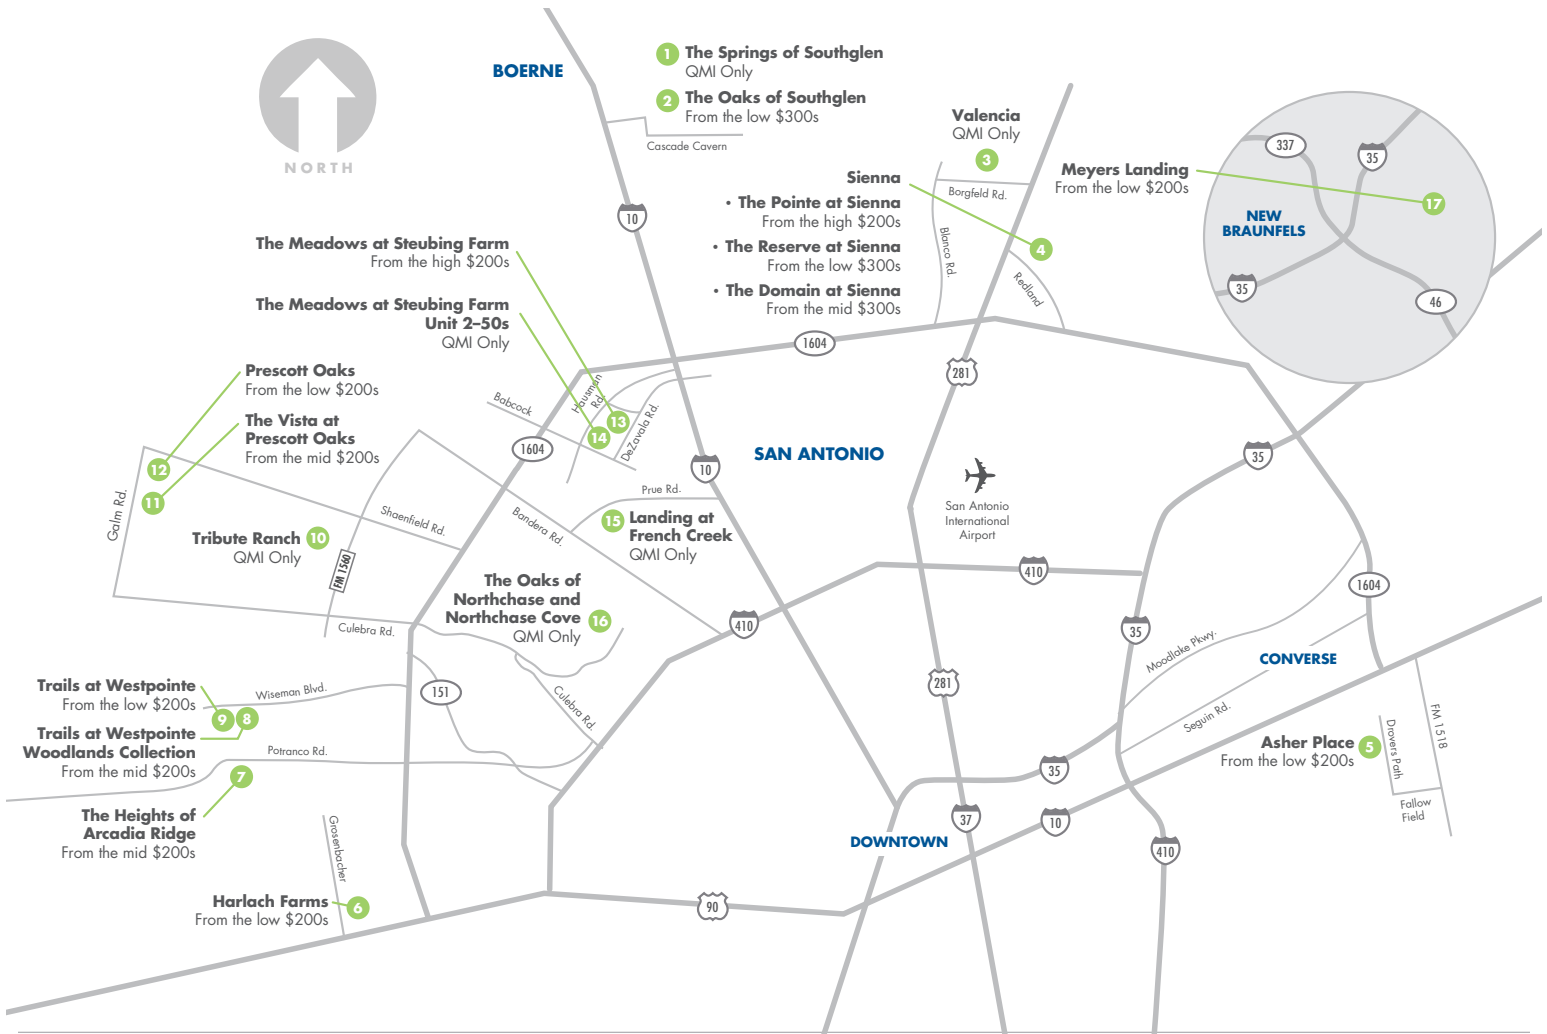 NORTH
BOERNE
1 The Springs of Southglen
QMI Only
2 The Oaks of Southglen
From the low $300s
Cascade Cavern
10
Valencia
QMI Only
3
Borgfeld Rd.
Blanco Rd.
Redland
Sienna
• The Pointe at Sienna
From the high $200s
• The Reserve at Sienna
From the low $300s
• The Domain at Sienna
From the mid $300s
4
Meyers Landing
From the low $200s
17
337
35
NEW
BRAUNFELS
35
46
The Meadows at Steubing Farm
From the high $200s
The Meadows at Steubing Farm
Unit 2–50s
QMI Only
1604
281
Prescott Oaks
From the low $200s
The Vista at
Prescott Oaks
From the mid $200s
Babcock
Hausman
Rd.
13
14
DeZavala Rd.
1604
10
SAN ANTONIO
35
12
11
Galm Rd.
Shaenfield Rd.
Bandera Rd.
Prue Rd.
15 Landing at
French Creek
QMI Only
San Antonio
International
Airport
Tribute Ranch 10
QMI Only
FM 1560
410
1604
The Oaks of
Northchase and
Northchase Cove 16
QMI Only
Culebra Rd.
410
35
Moodlake Pkwy.
CONVERSE
Trails at Westpointe
From the low $200s
9
8
Wiseman Blvd.
151
Culebra Rd.
281
Seguin Rd.
FM 1518
Trails at Westpointe
Woodlands Collection
From the mid $200s
Potranco Rd.
7
35
Asher Place 5
From the low $200s
Drovers Path
Fallow
Field
The Heights of
Arcadia Ridge
From the mid $200s
Grosenbacher
37
10
DOWNTOWN
410
Harlach Farms 6
From the low $200s
90